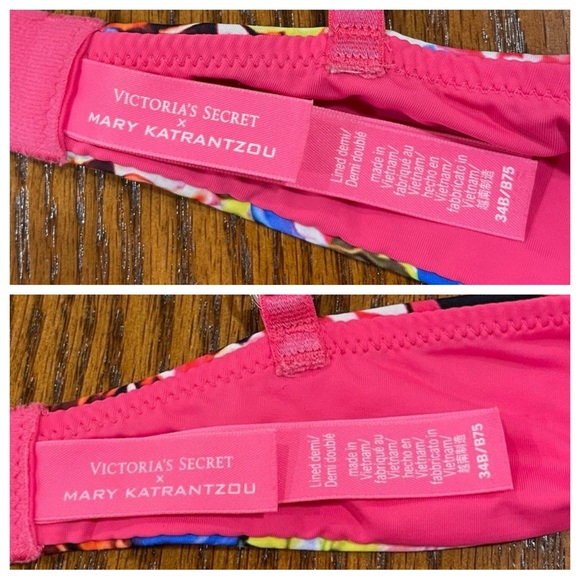 VICTORIA'S SECRET
x
MARY KATRANTZOU
Lined demi/
Demi doublé
made in
Vietnam/
fabriqué au
Vietnam/
hecho en
Vietnam/
fabbricato in
Vietnam/
越南制造
34B/B75
VICTORIA'S SECRET
x
MARY KATRANTZOU
Lined demi/
Demi doublé
made in
Vietnam/
fabriqué au
Vietnam/
hecho en
Vietnam/
fabbricato in
Vietnam/
越南制造
34B/B75